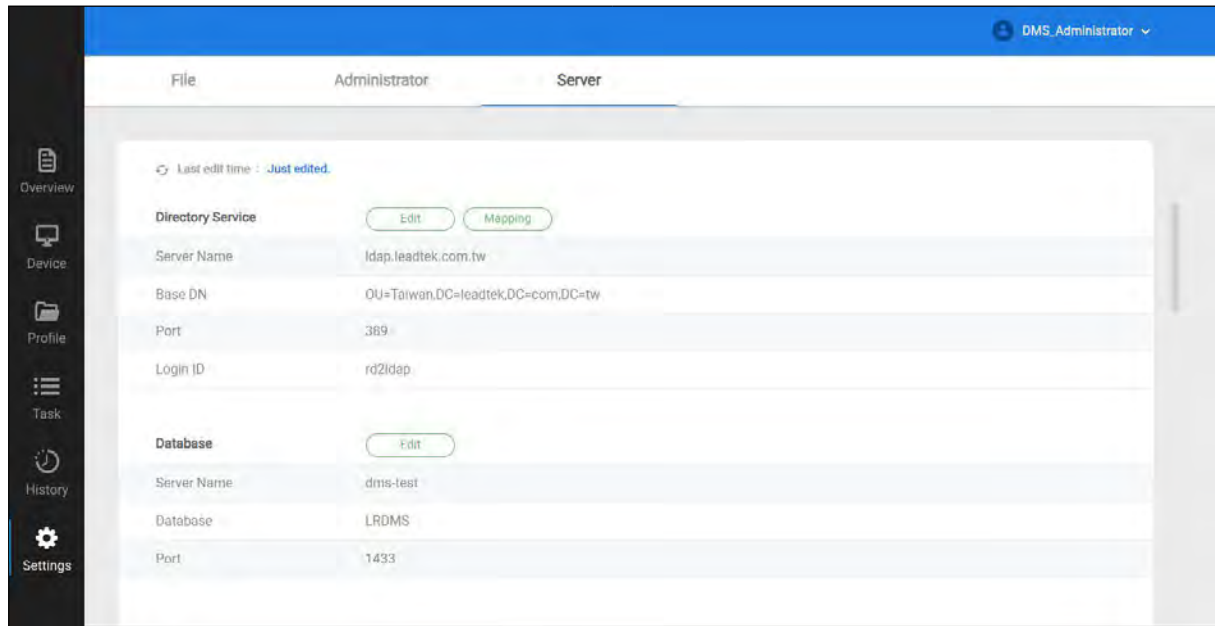 DMS_Administrator
File Administrator Server
Last edit time : Just edited.
Directory Service Edit Mapping
Server Name ldap.leadtek.com.tw
Base DN OU=Taiwan,DC=leadtek,DC=com,DC=tw
Port 389
Login ID rd2ldap
Database Edit
Server Name dms-test
Database LRDMS
Port 1433
Overview
Device
Profile
Task
History
Settings